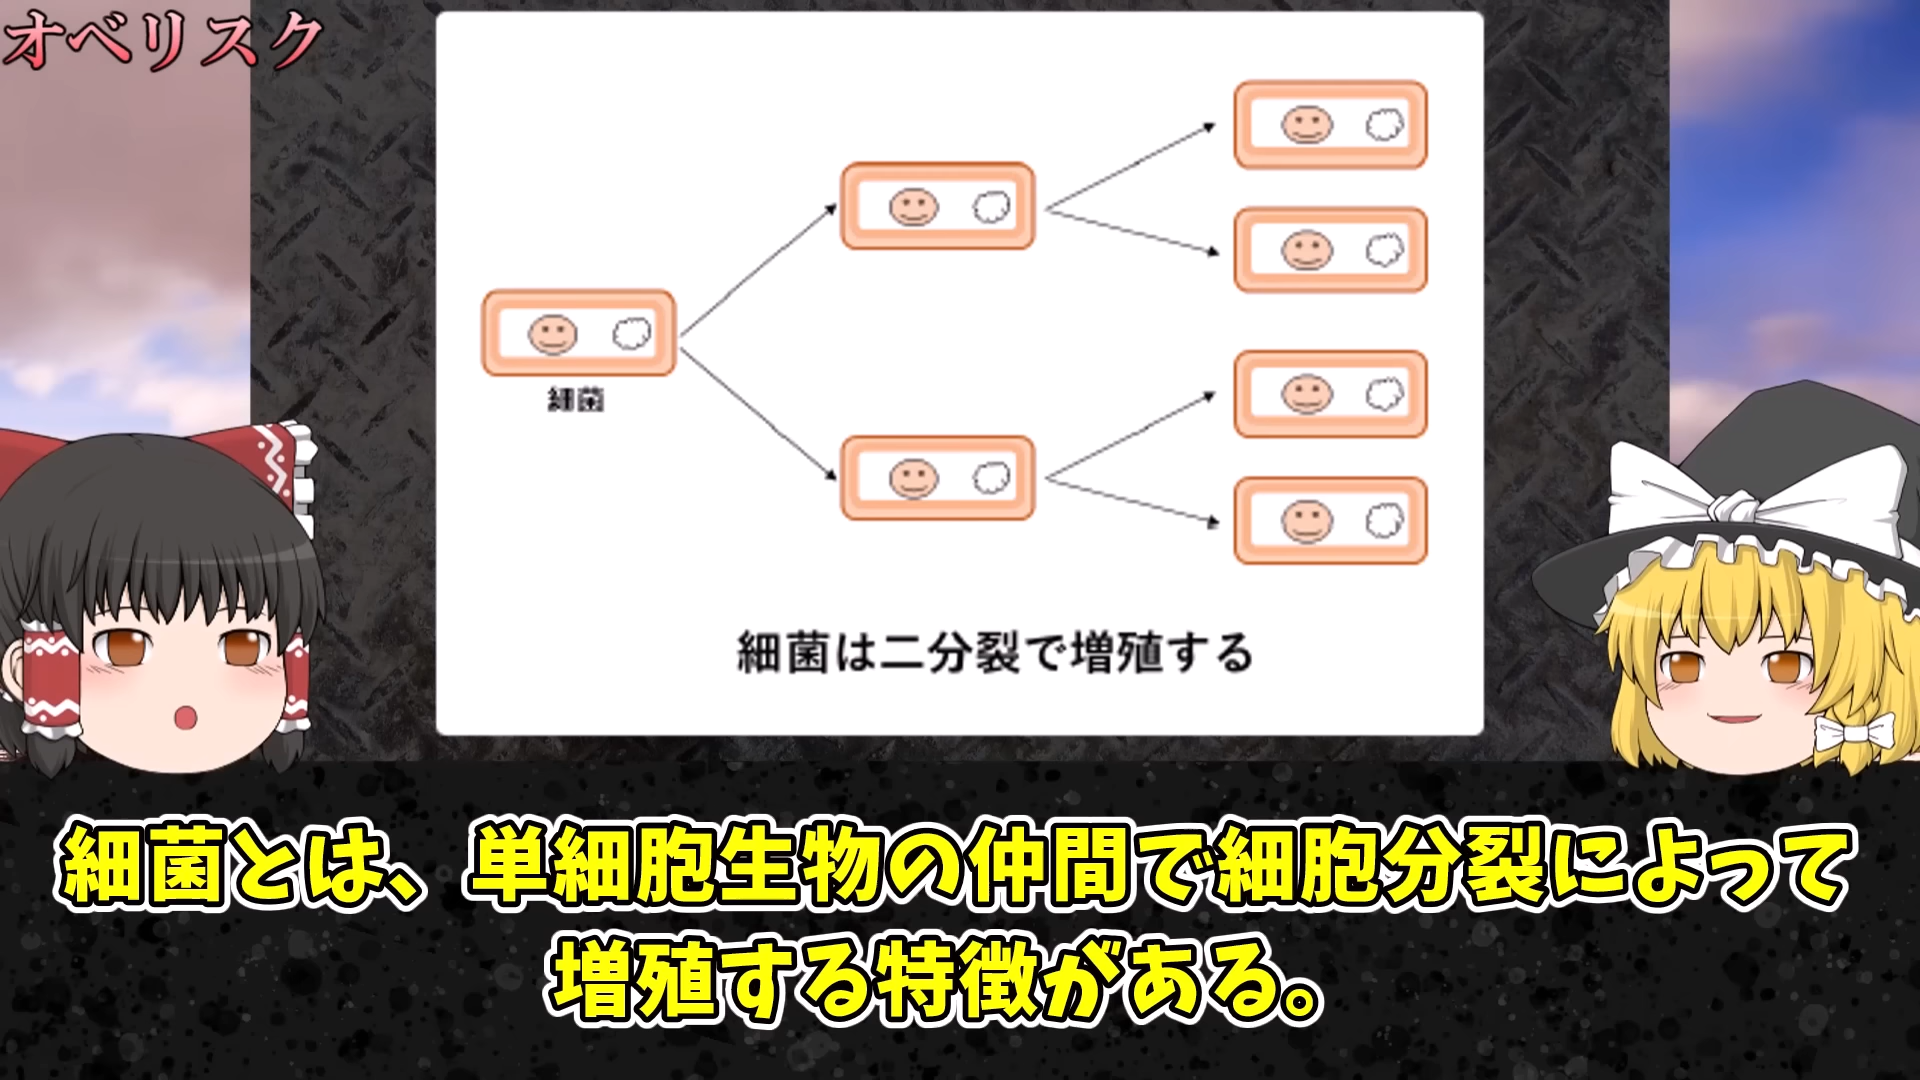 オベリスク
細菌
細菌は二分裂で増殖する
細菌とは、単細胞生物の仲間で細胞分裂によって
増殖する特徴がある。